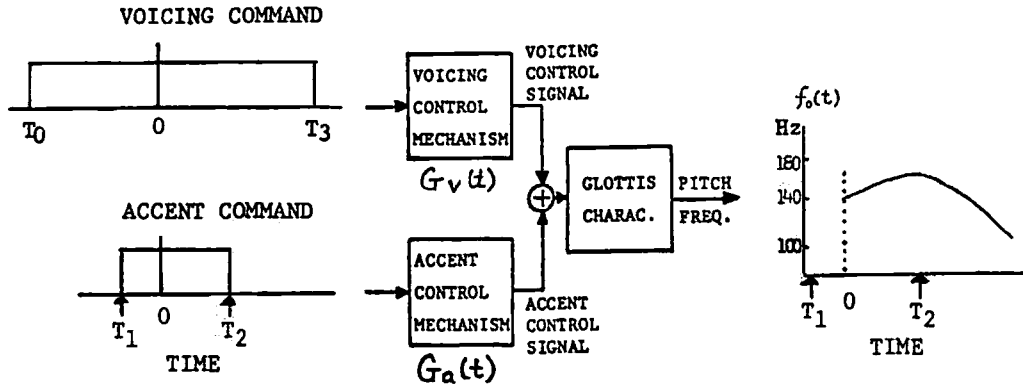 VOICING COMMAND
T0 0 T3
VOICING
CONTROL
MECHANISM
Gv(t)
VOICING
CONTROL
SIGNAL
ACCENT COMMAND
T1 0 T2
TIME
ACCENT
CONTROL
MECHANISM
Ga(t)
ACCENT
CONTROL
SIGNAL
+
GLOTTIS
CHARAC.
PITCH
FREQ.
f₀(t)
Hz
180
140
100
T1 0 T2
TIME